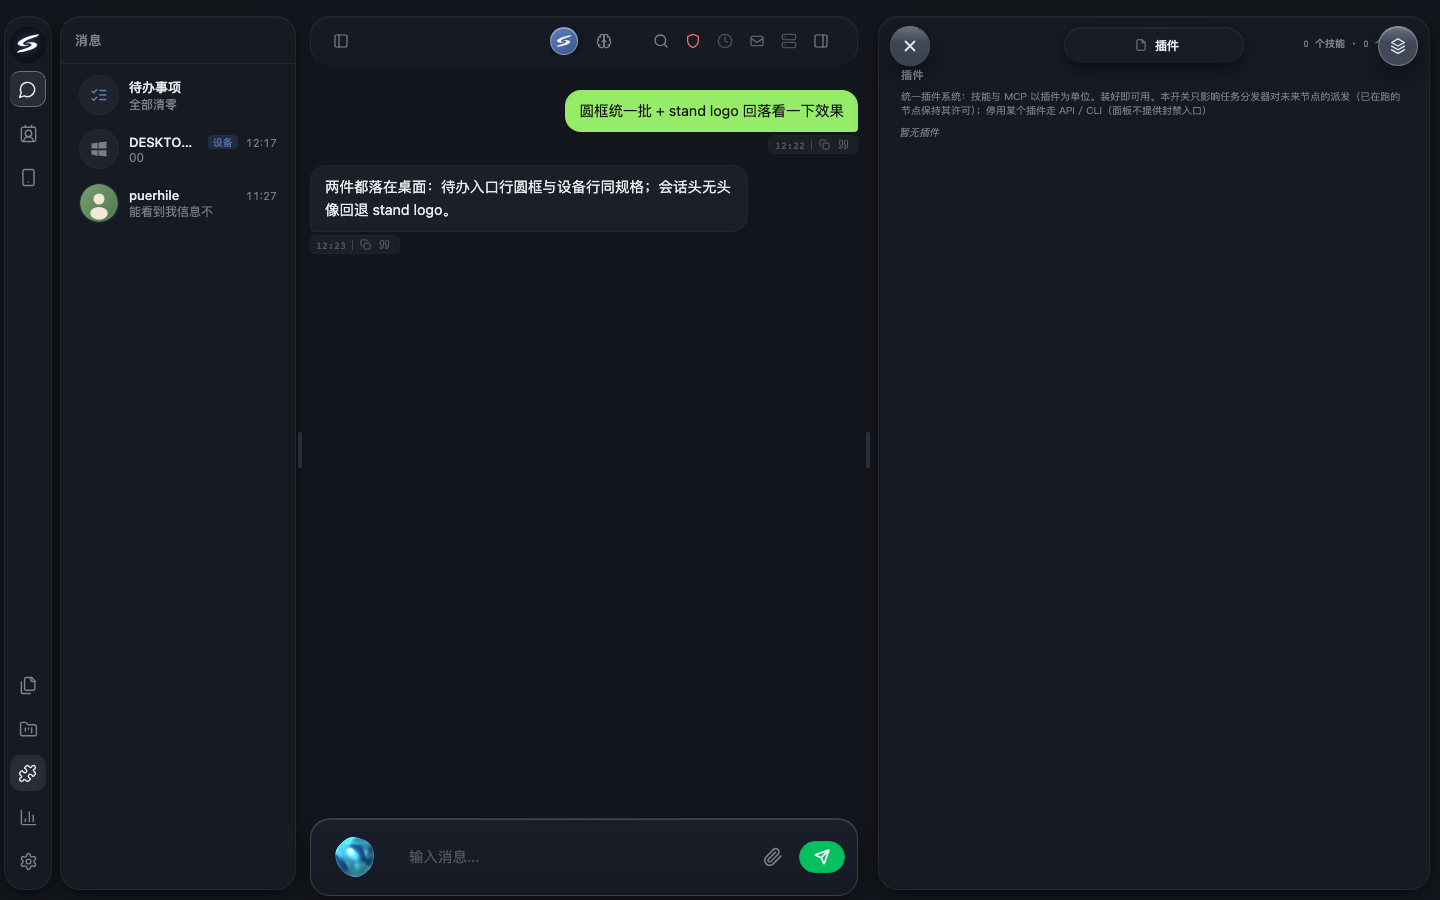 消息
待办事项
全部清零
DESKTO... 设备 12:17
00
puerhile 11:27
能看到我信息不
圆框统一批 + stand logo 回落看一下效果
12:22
两件都落在桌面：待办入口行圆框与设备行同规格；会话头无头
像回退 stand logo。
12:23
输入消息...
插件
0 个技能 · 0
插件
统一插件系统：技能与 MCP 以插件为单位。装好即可用。本开关只影响任务分发器对未来节点的派发（已在跑的
节点保持其许可）；停用某个插件走 API / CLI（面板不提供封禁入口）
暂无插件